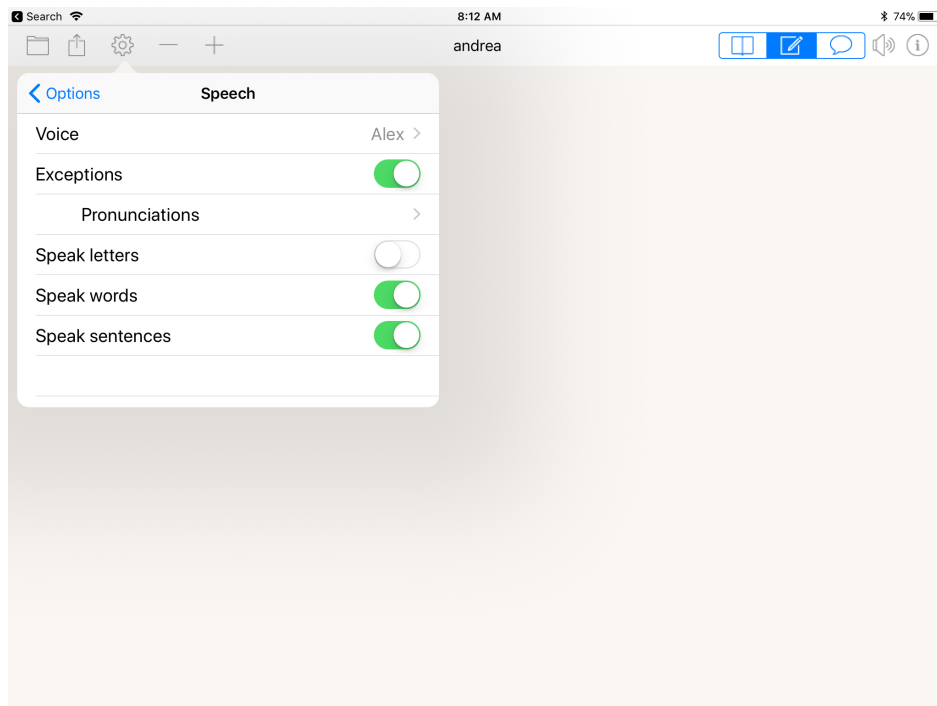 Search 8:12 AM 74%
andrea
Options Speech
Voice Alex
Exceptions
Pronunciations
Speak letters
Speak words
Speak sentences